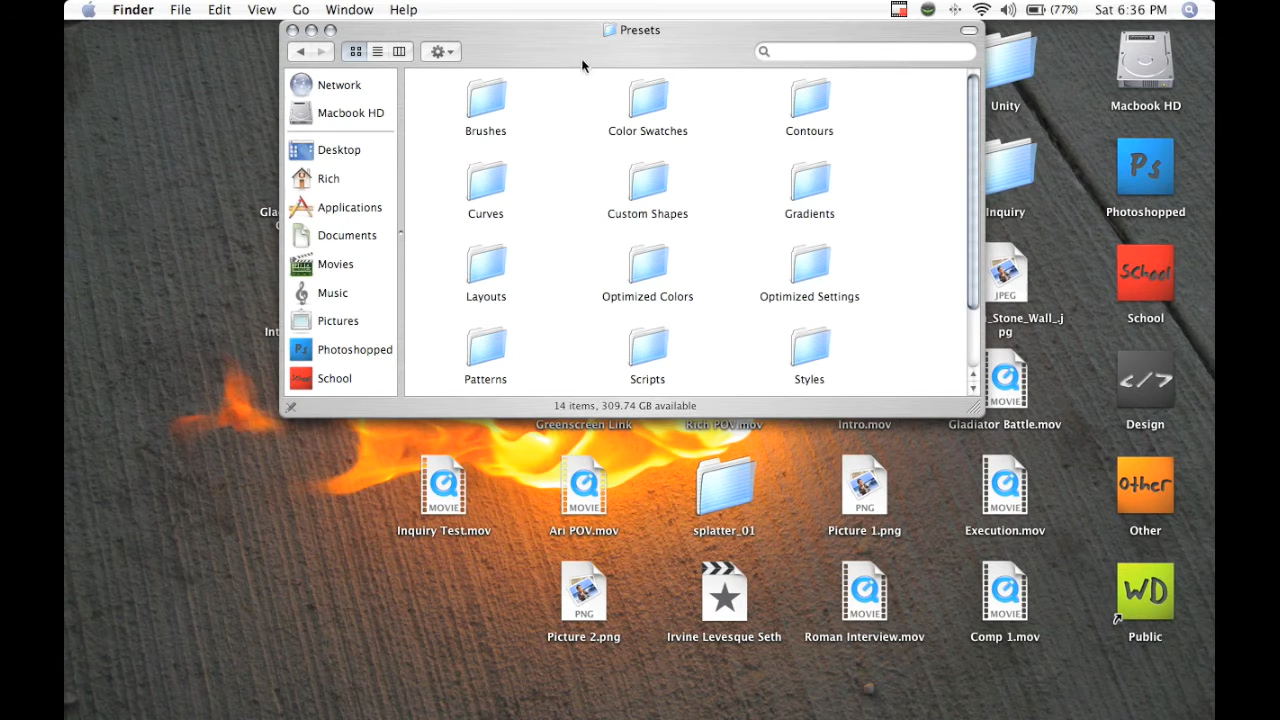 Finder File Edit View Go Window Help (77%) Sat 6:36 PM
Presets
Network
Macbook HD
Desktop
Rich
Applications
Documents
Movies
Music
Pictures
Photoshopped
School
Brushes Color Swatches Contours
Curves Custom Shapes Gradients
Layouts Optimized Colors Optimized Settings
Patterns Scripts Styles
14 items, 309.74 GB available
Unity Macbook HD
Ps
Inquiry Photoshopped
JPEG School
_Stone_Wall_.j
pg School
MOVIE </>
Greenscreen Link Rich POV.mov Intro.mov Gladiator Battle.mov Design
MOVIE MOVIE PNG MOVIE Other
Inquiry Test.mov Ari POV.mov splatter_01 Picture 1.png Execution.mov Other
PNG MOVIE MOVIE WD
Picture 2.png Irvine Levesque Seth Roman Interview.mov Comp 1.mov Public